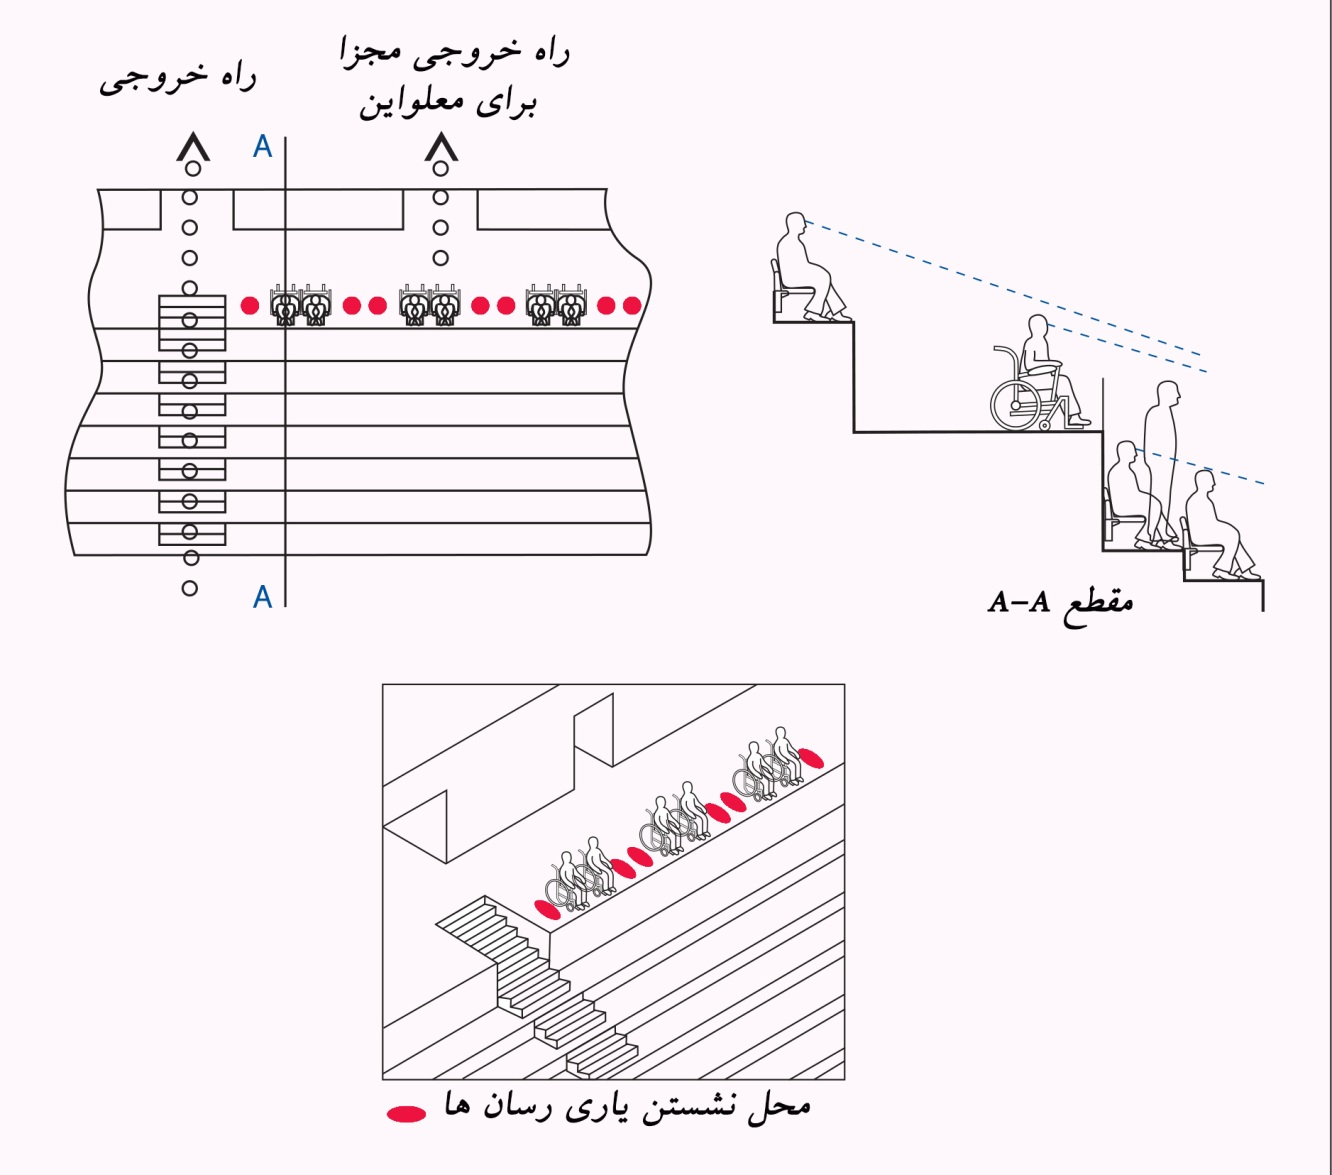 راه خروجی مجزا
برای معلواین
راه خروجی
A
A
مقطع A-A
محل نشستن یاری رسان ها